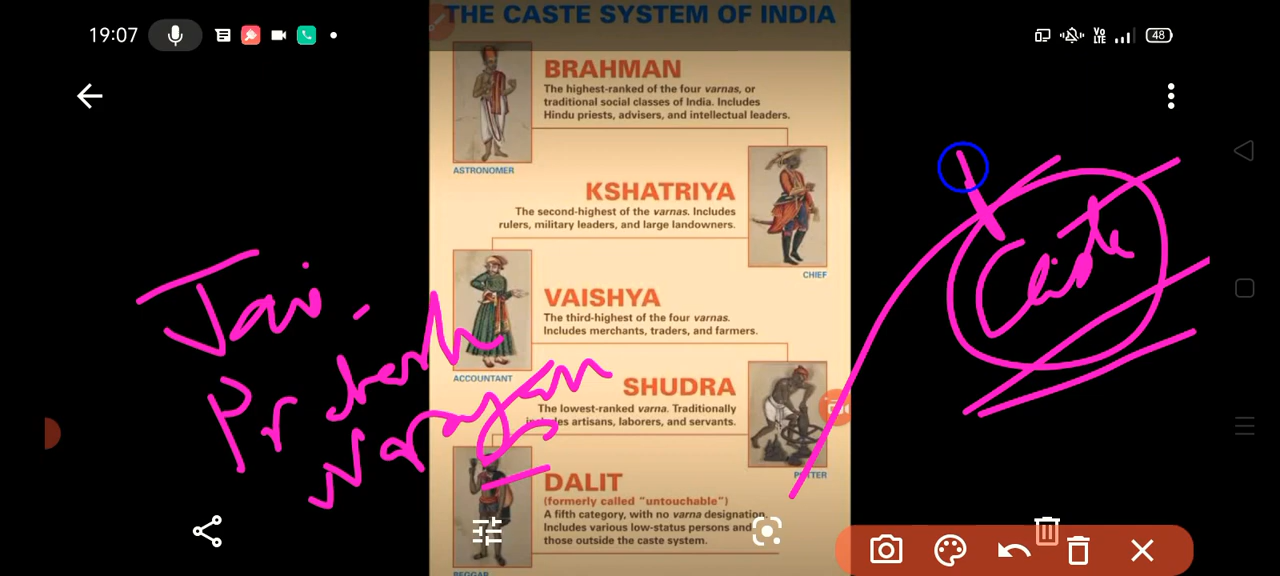 19:07
VoLTE
48
THE CASTE SYSTEM OF INDIA
BRAHMAN
The highest-ranked of the four varnas, or
traditional social classes of India. Includes
Hindu priests, advisers, and intellectual leaders.
ASTRONOMER
KSHATRIYA
The second-highest of the varnas. Includes
rulers, military leaders, and large landowners.
CHIEF
VAISHYA
The third-highest of the four varnas.
Includes merchants, traders, and farmers.
ACCOUNTANT
SHUDRA
The lowest-ranked varna. Traditionally
includes artisans, laborers, and servants.
POTTER
DALIT
(formerly called "untouchable")
A fifth category, with no varna designation.
Includes various low-status persons and
those outside the caste system.
BEGGAR
Jai
Narayan
Caste